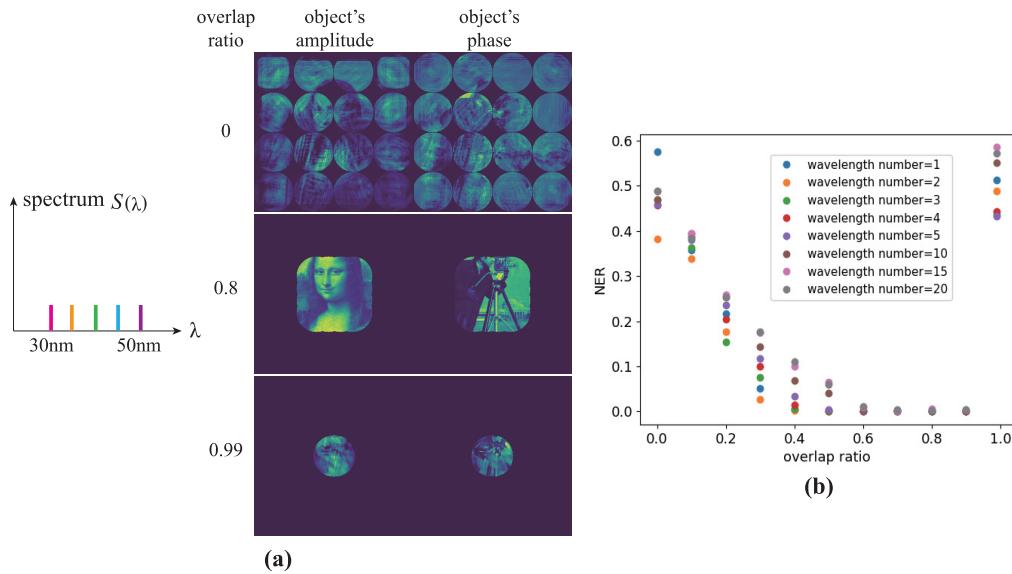 overlap
ratio
object's
amplitude
object's
phase
0
spectrum S(λ)
0.8
λ
30nm
50nm
0.99
(a)
0.6
0.5
0.4
0.3
0.2
0.1
0.0
NER
wavelength number=1
wavelength number=2
wavelength number=3
wavelength number=4
wavelength number=5
wavelength number=10
wavelength number=15
wavelength number=20
0.0 0.2 0.4 0.6 0.8 1.0
overlap ratio
(b)